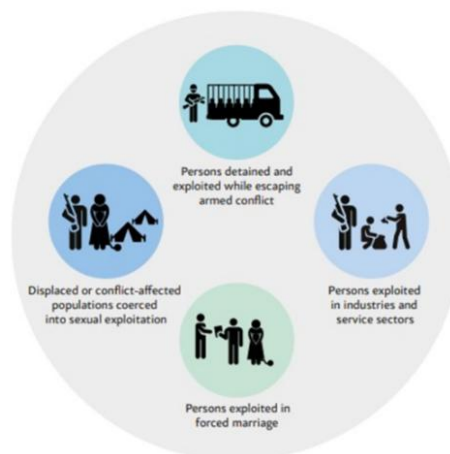 Persons detained and
exploited while escaping
armed conflict
Displaced or conflict-affected
populations coerced
into sexual exploitation
Persons exploited
in industries and
service sectors
Persons exploited in
forced marriage